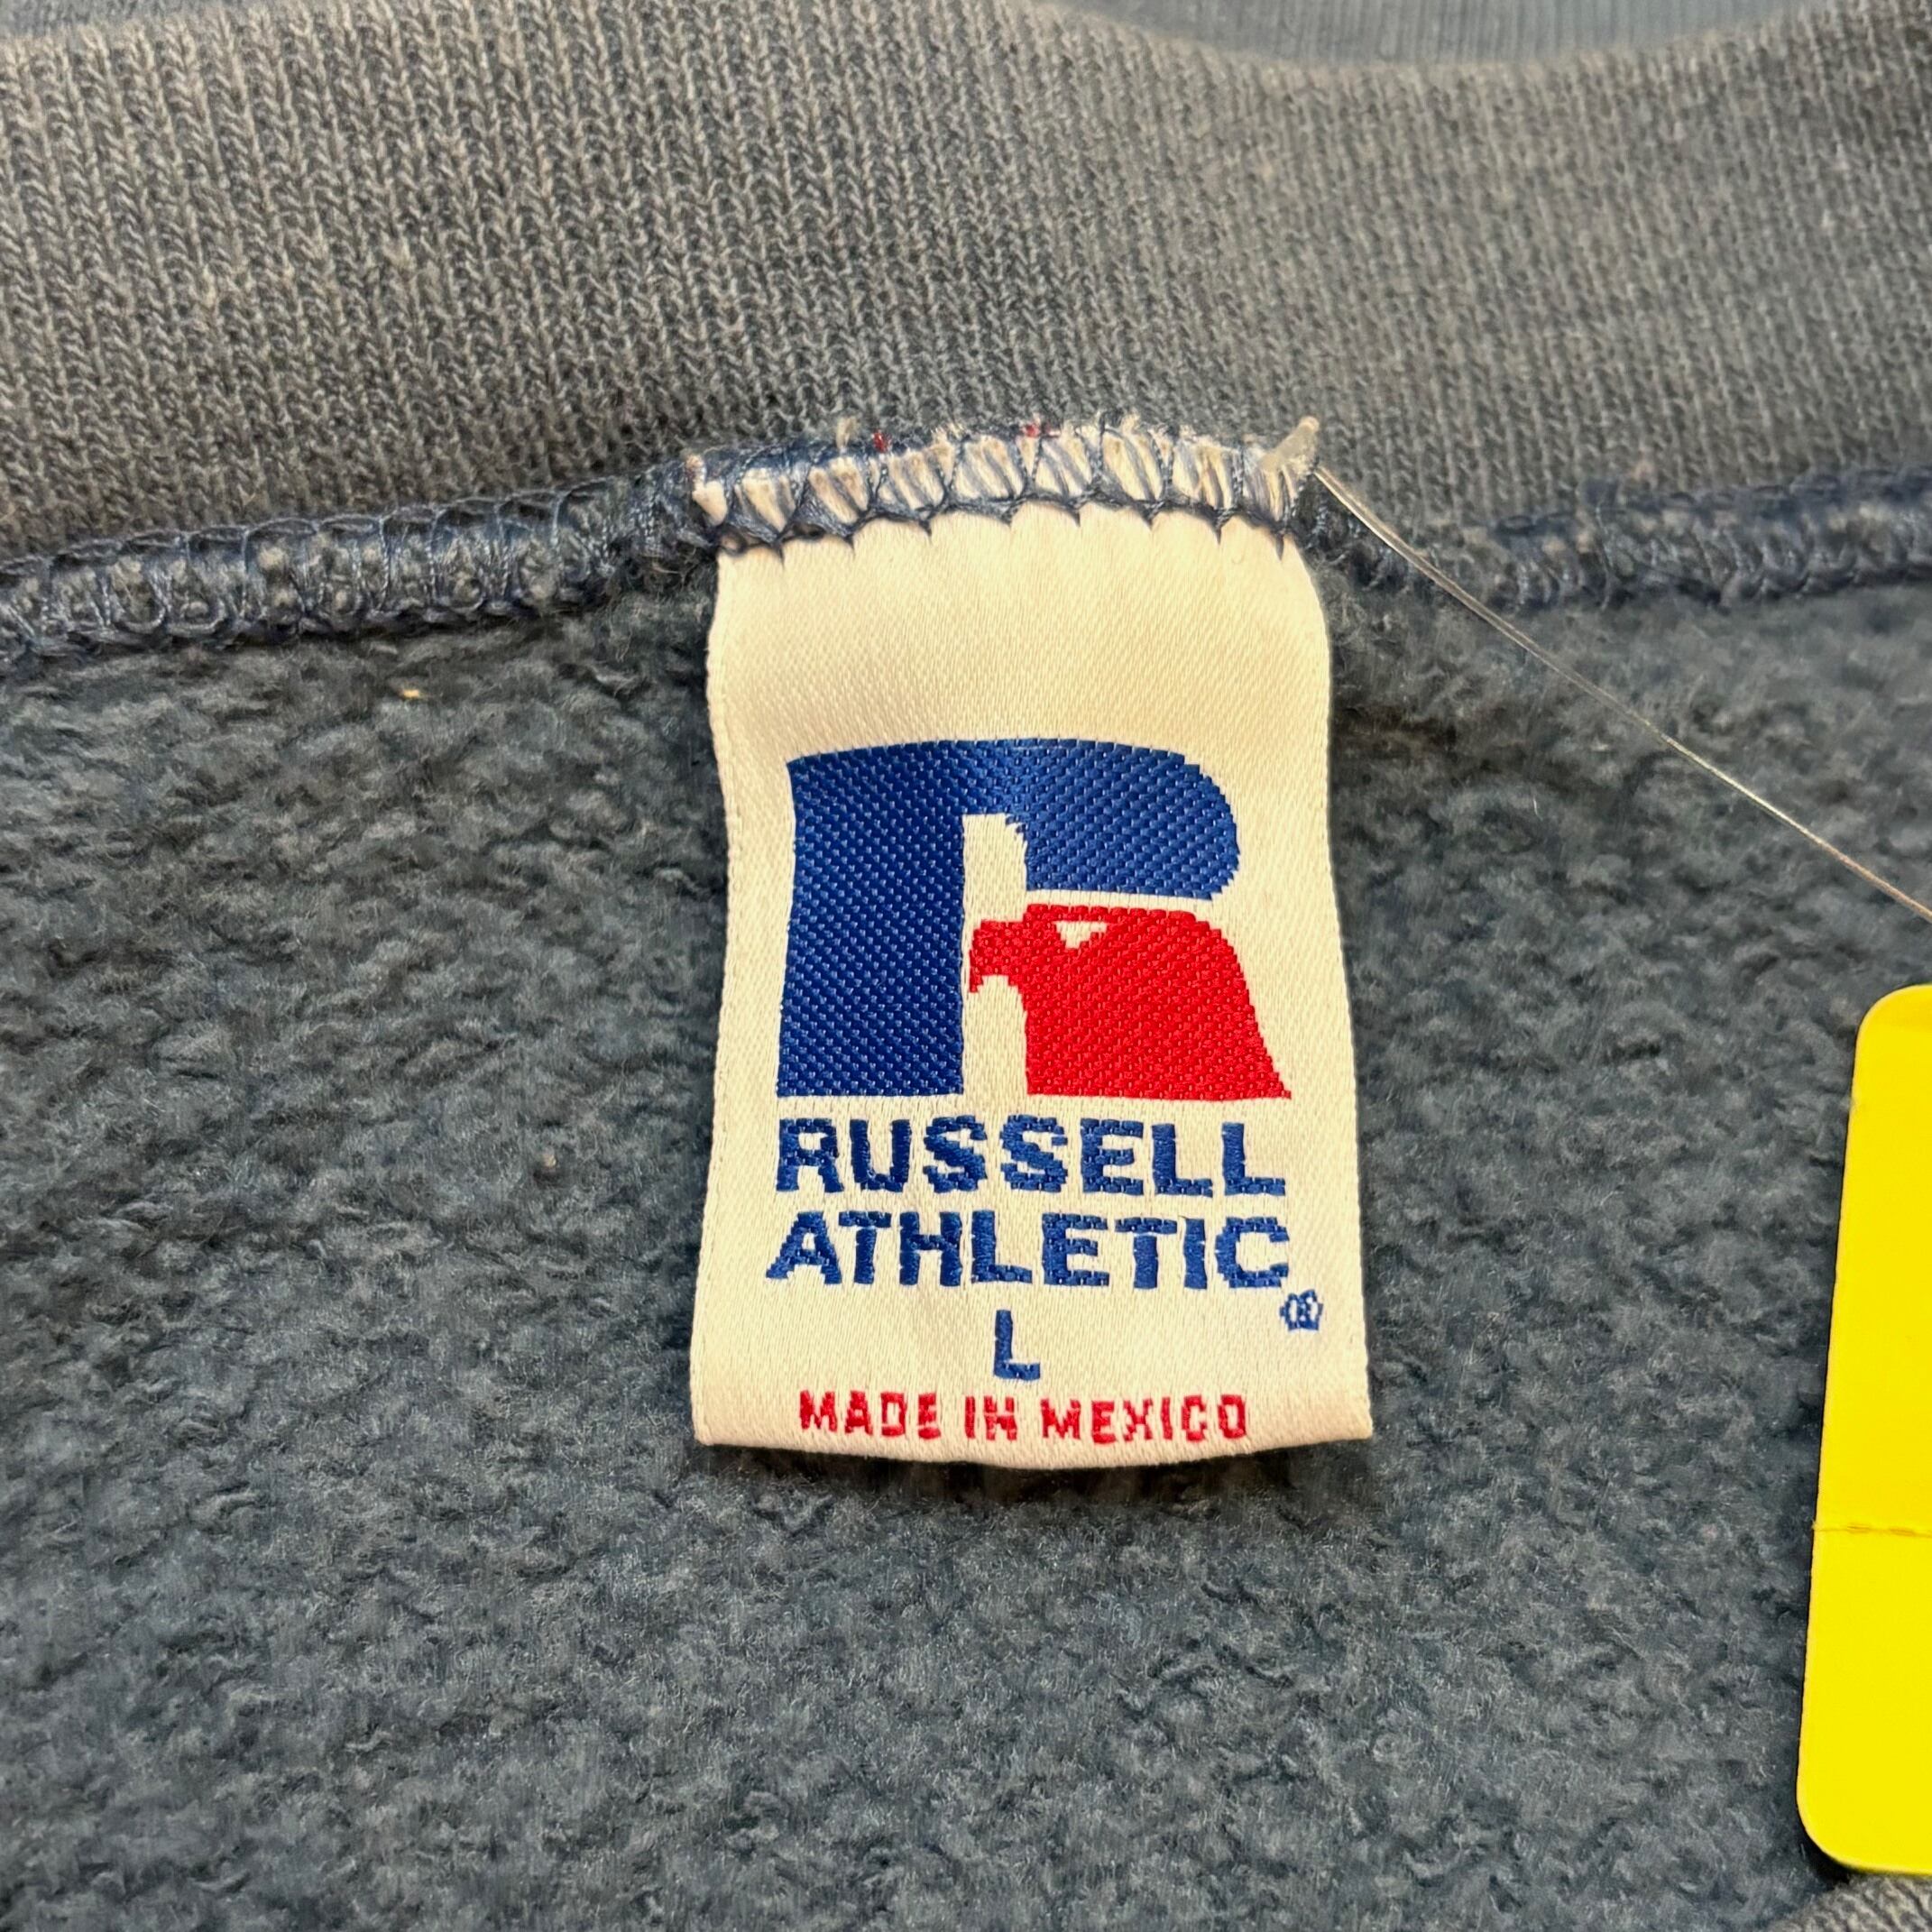 R
RUSSELL
ATHLETIC
®
L
MADE IN MEXICO